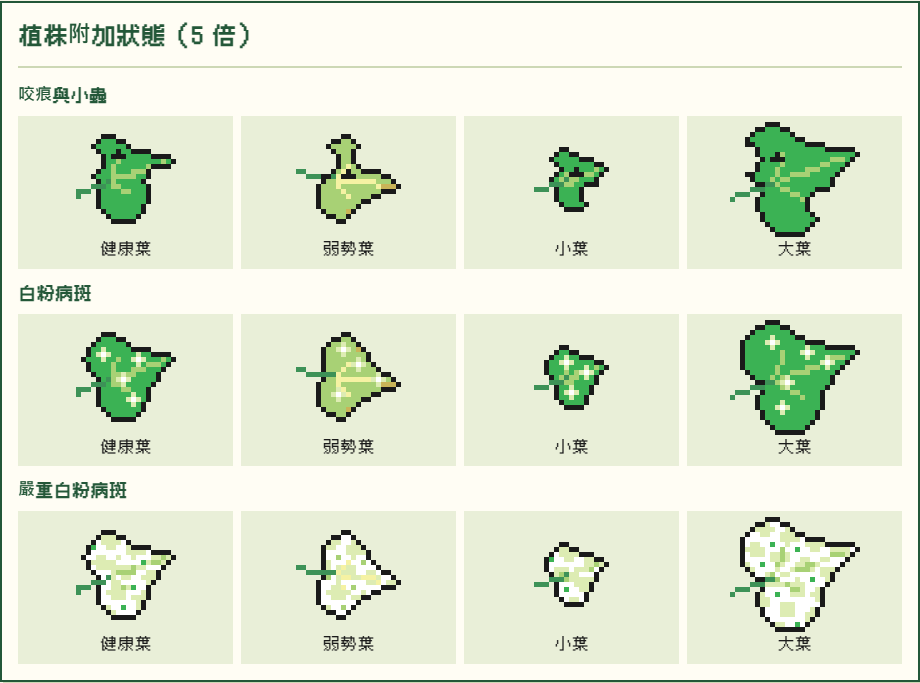 植株附加狀態（5 倍）
咬痕與小蟲
健康葉 弱勢葉 小葉 大葉
白粉病斑
健康葉 弱勢葉 小葉 大葉
嚴重白粉病斑
健康葉 弱勢葉 小葉 大葉